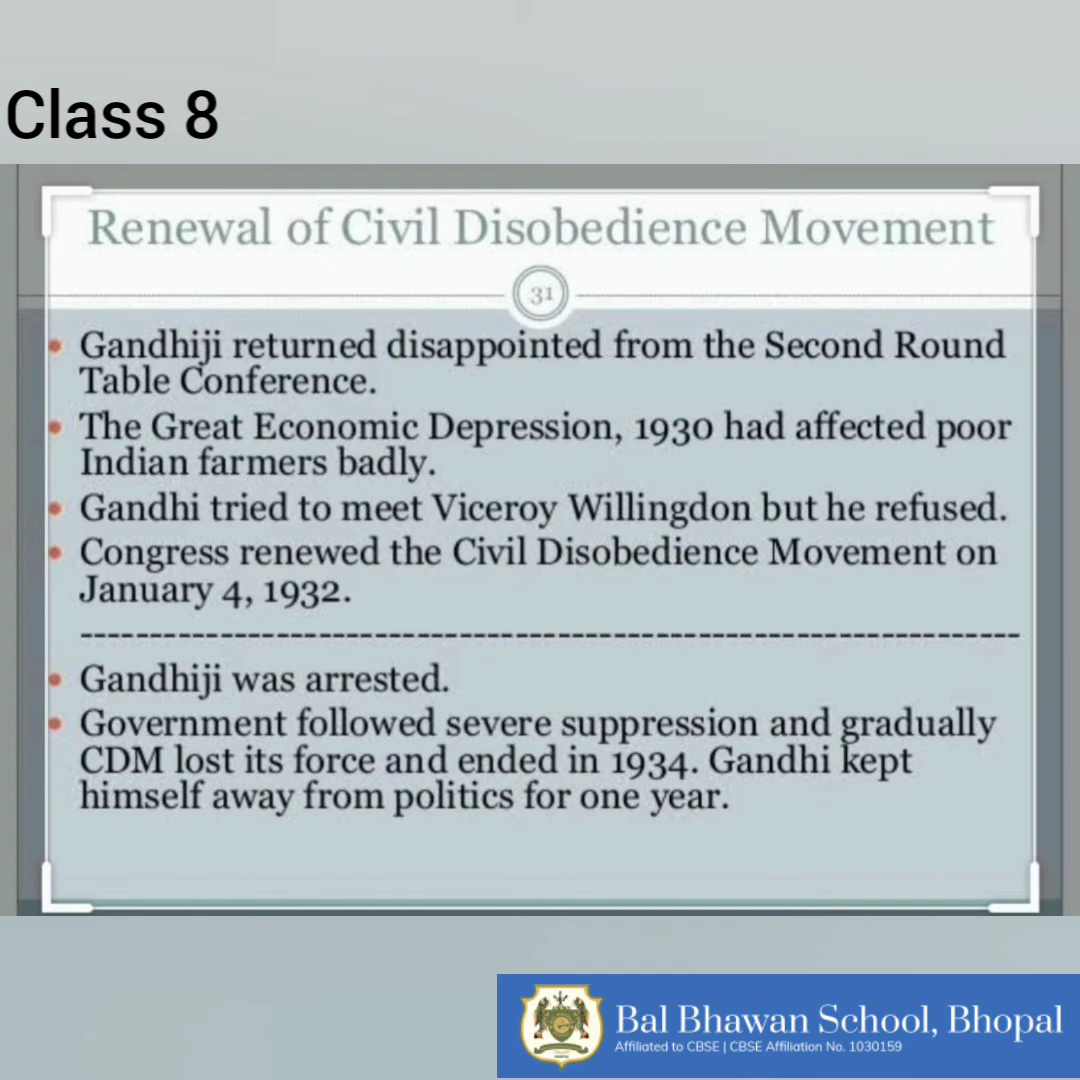 Class 8
Renewal of Civil Disobedience Movement
31
• Gandhiji returned disappointed from the Second Round
Table Conference.
• The Great Economic Depression, 1930 had affected poor
Indian farmers badly.
• Gandhi tried to meet Viceroy Willingdon but he refused.
• Congress renewed the Civil Disobedience Movement on
January 4, 1932.
-------------------------------------------------------------------
• Gandhiji was arrested.
• Government followed severe suppression and gradually
CDM lost its force and ended in 1934. Gandhi kept
himself away from politics for one year.
Bal Bhawan School, Bhopal
Affiliated to CBSE | CBSE Affiliation No. 1030159